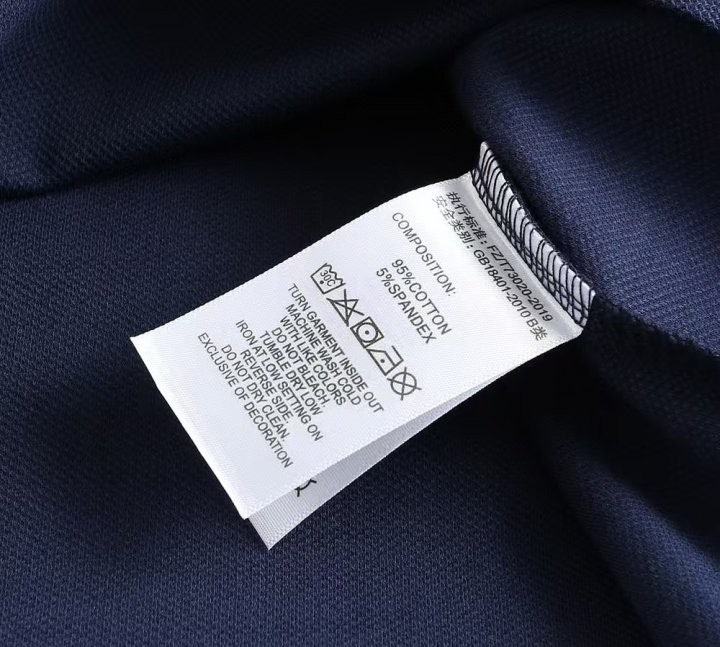 执行标准：FZ/T73020-2019
安全类别：GB18401-2010 B类
COMPOSITION:
95%COTTON
5%SPANDEX
30C
TURN GARMENT INSIDE OUT
MACHINE WASH COLD
WITH LIKE COLORS
DO NOT BLEACH.
TUMBLE DRY LOW
IRON AT LOW SETTING ON
REVERSE SIDE.
DO NOT DRY CLEAN.
EXCLUSIVE OF DECORATION